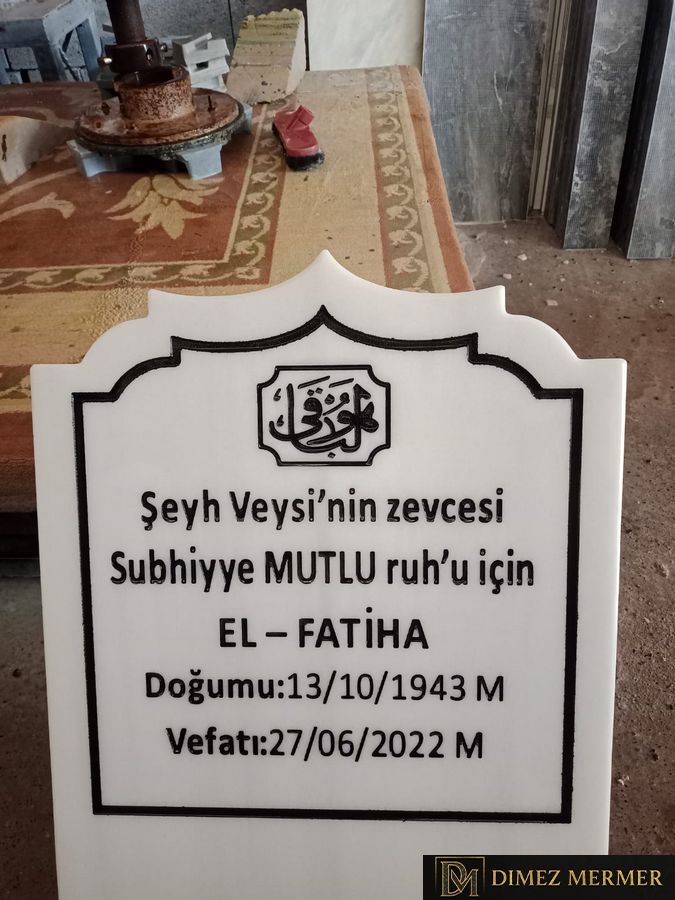 هو الباقي
Şeyh Veysi’nin zevcesi
Subhiyye MUTLU ruh’u için
EL – FATİHA
Doğumu:13/10/1943 M
Vefatı:27/06/2022 M
DM DIMEZ MERMER